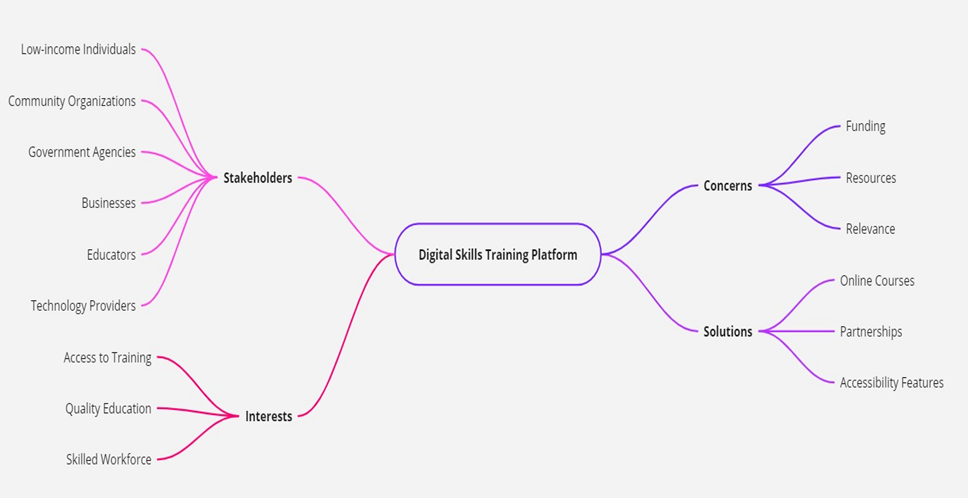 Low-income Individuals
Community Organizations
Government Agencies
Businesses
Educators
Technology Providers
Stakeholders
Access to Training
Quality Education
Skilled Workforce
Interests
Digital Skills Training Platform
Concerns
Funding
Resources
Relevance
Solutions
Online Courses
Partnerships
Accessibility Features